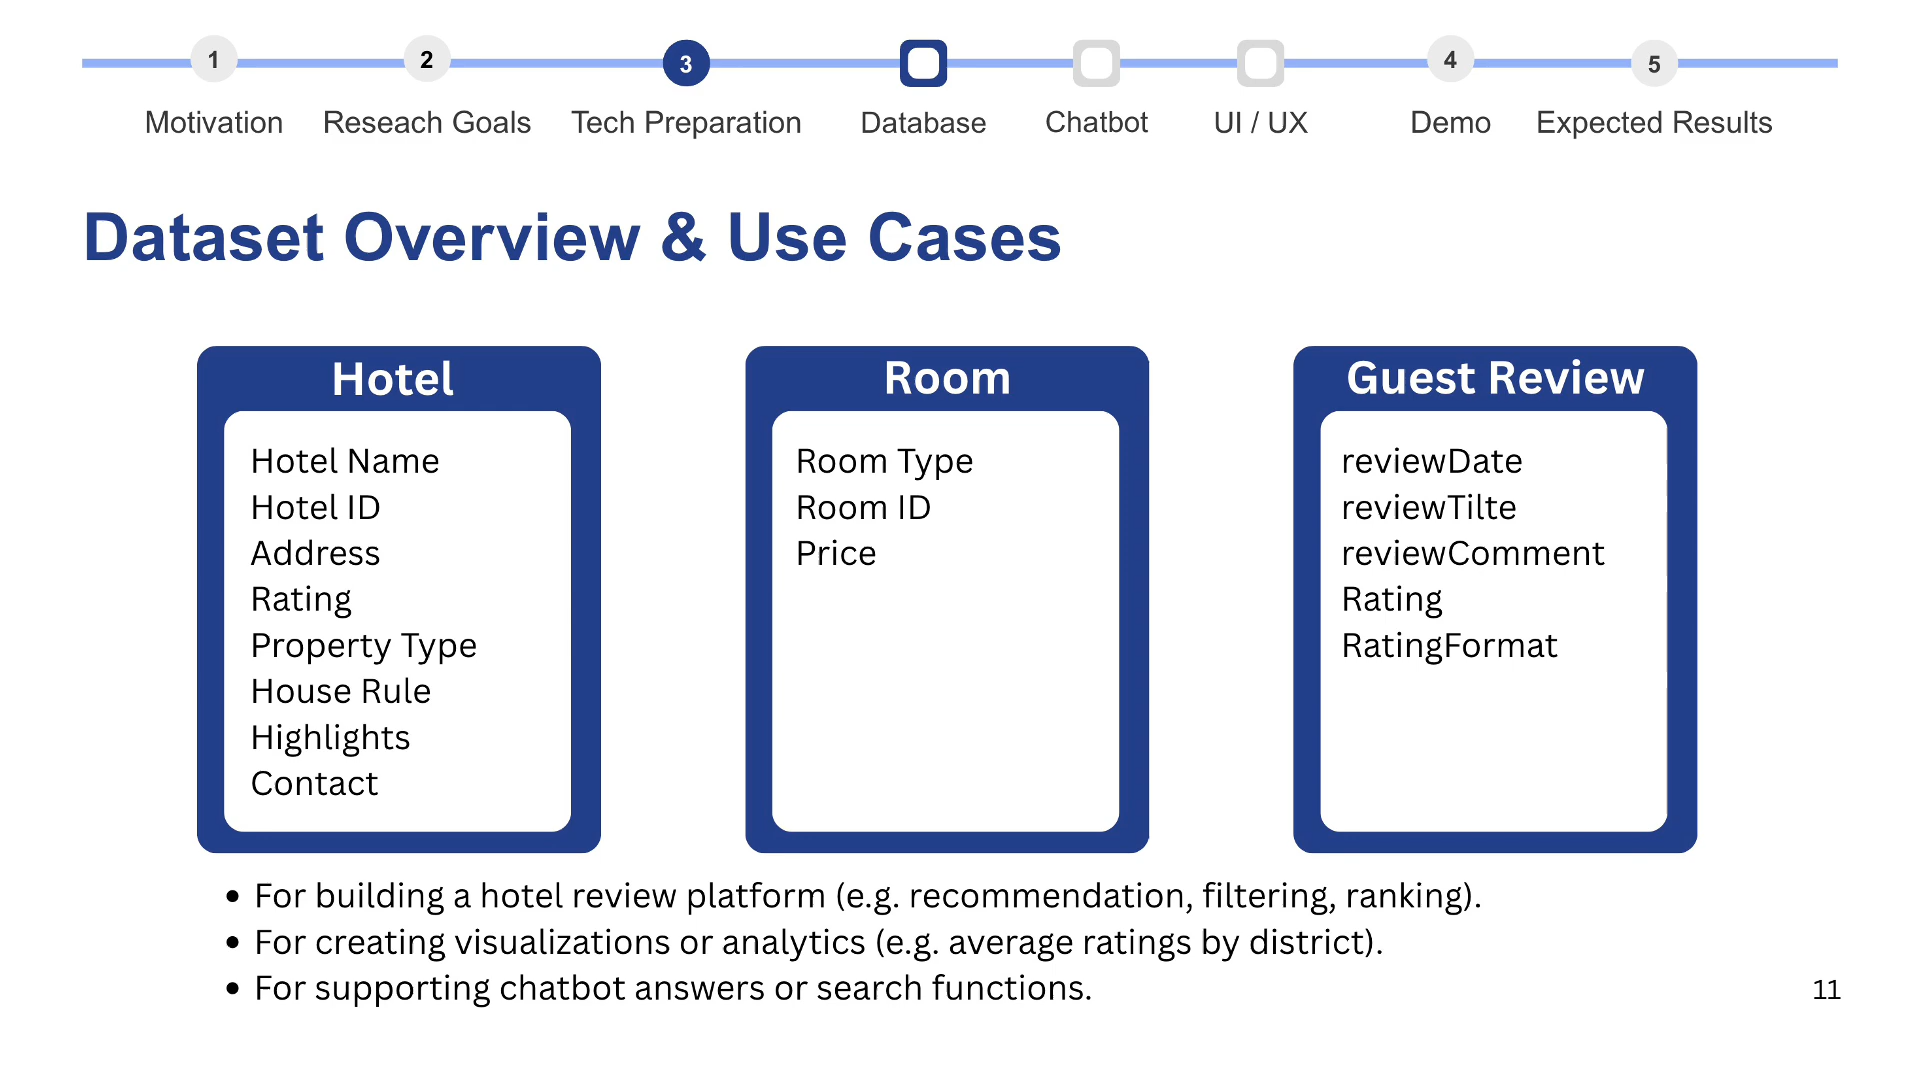 1 2 3 4 5
Motivation Reseach Goals Tech Preparation Database Chatbot UI / UX Demo Expected Results
Dataset Overview & Use Cases
Hotel
Hotel Name
Hotel ID
Address
Rating
Property Type
House Rule
Highlights
Contact
Room
Room Type
Room ID
Price
Guest Review
reviewDate
reviewTilte
reviewComment
Rating
RatingFormat
• For building a hotel review platform (e.g. recommendation, filtering, ranking).
• For creating visualizations or analytics (e.g. average ratings by district).
• For supporting chatbot answers or search functions.
11